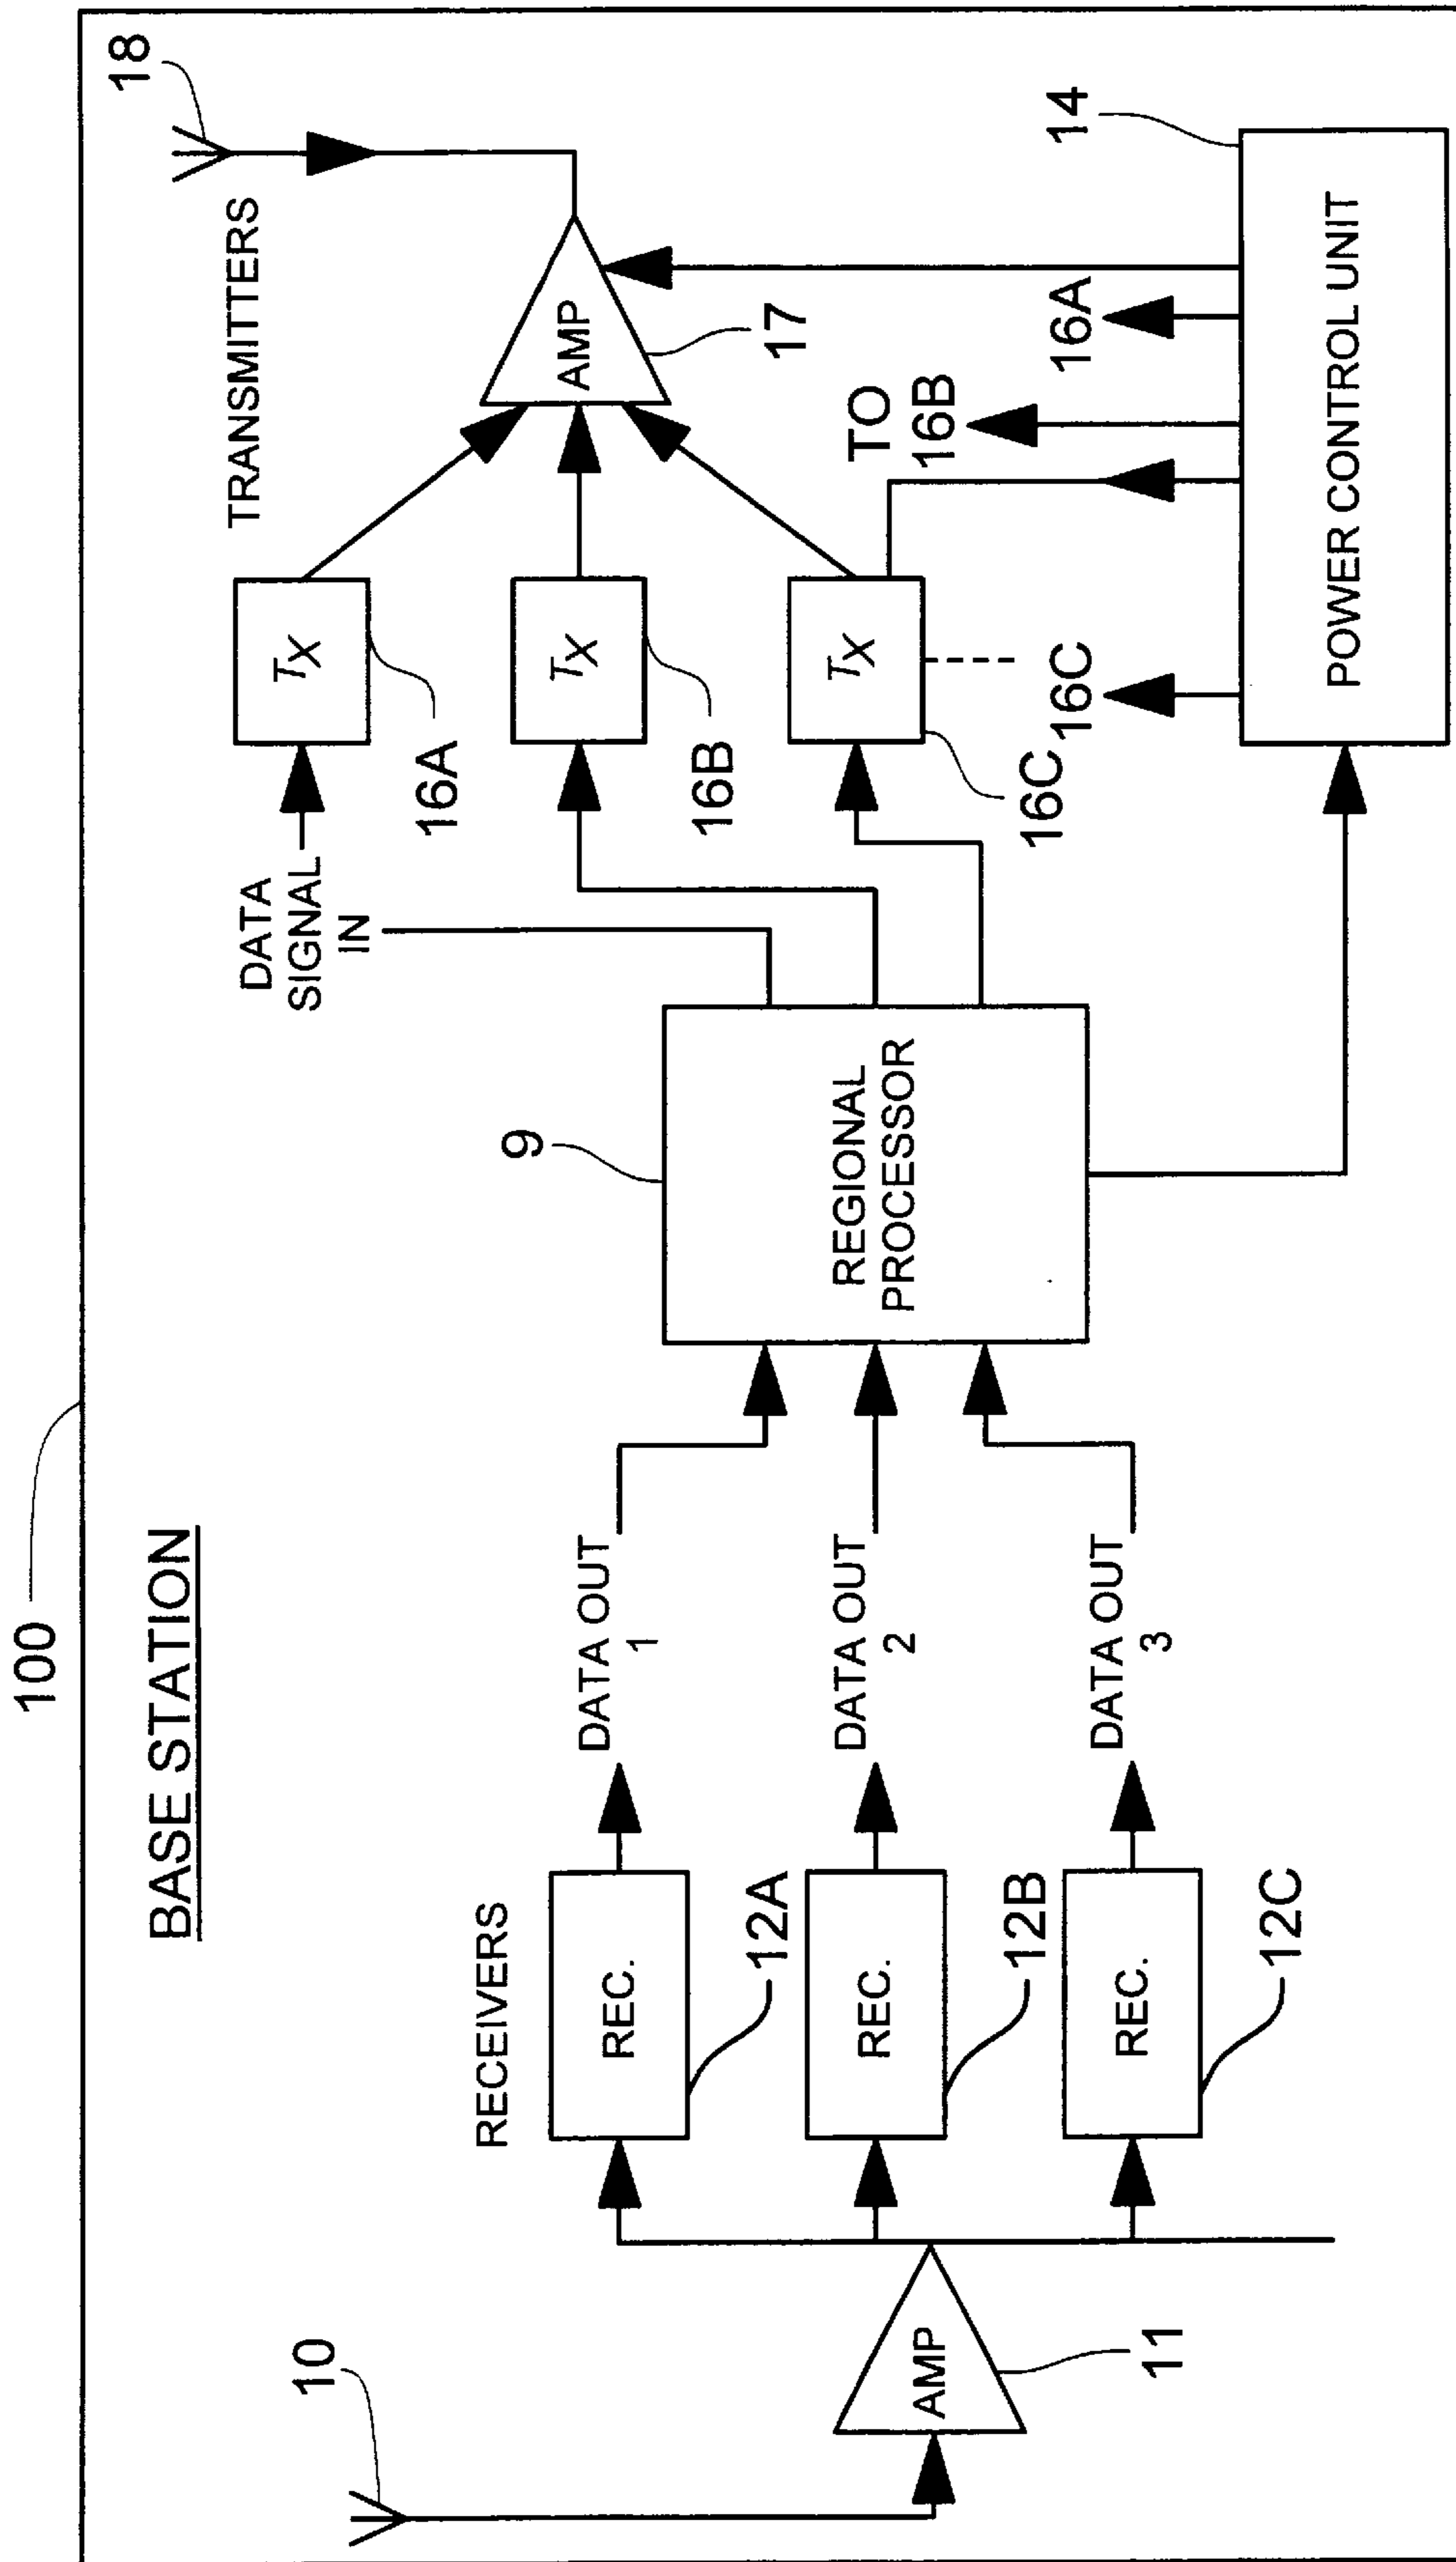 100
BASE STATION
10
AMP
11
RECEIVERS
REC.
12A
REC.
12B
REC.
12C
DATA OUT
1
DATA OUT
2
DATA OUT
3
9
REGIONAL
PROCESSOR
DATA
SIGNAL
IN
TX
16A
TX
16B
TX
16C
TRANSMITTERS
AMP
17
18
16C
TO
16B
16A
14
POWER CONTROL UNIT